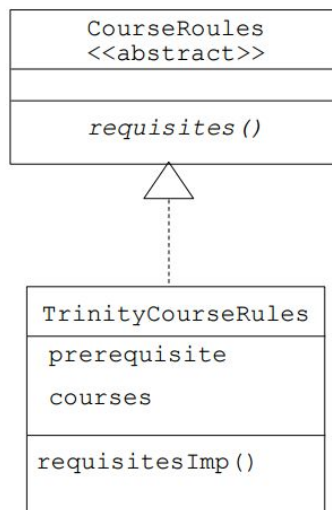 CourseRoules
<<abstract>>
requisites()
TrinityCourseRules
prerequisite
courses
requisitesImp()